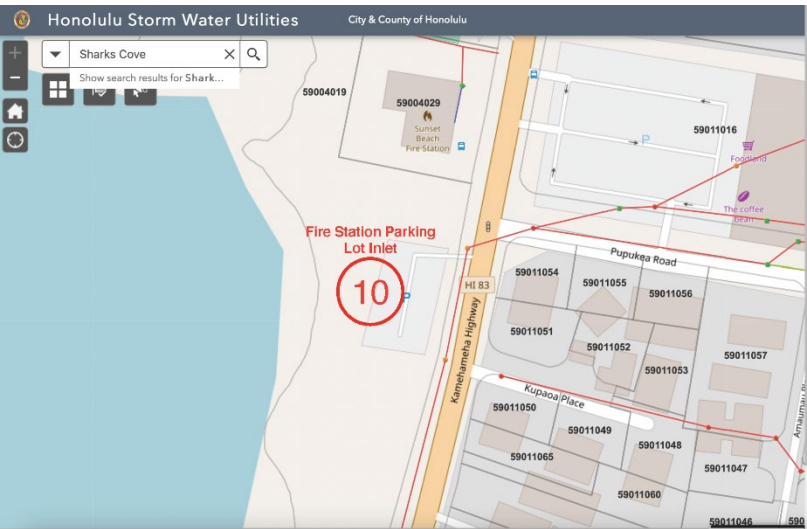 Honolulu Storm Water Utilities
City & County of Honolulu
Sharks Cove
Show search results for Shark...
59004019
59004029
Sunset
Beach
Fire Station
59011016
P
Foodland
The coffee
bean
Fire Station Parking
Lot Inlet
10
HI 83
Pupukea Road
Kamehameha Highway
59011054
59011055
59011056
59011051
59011052
59011053
59011057
Kupaoa Place
59011050
59011049
59011048
59011065
59011047
59011060
59011046
590